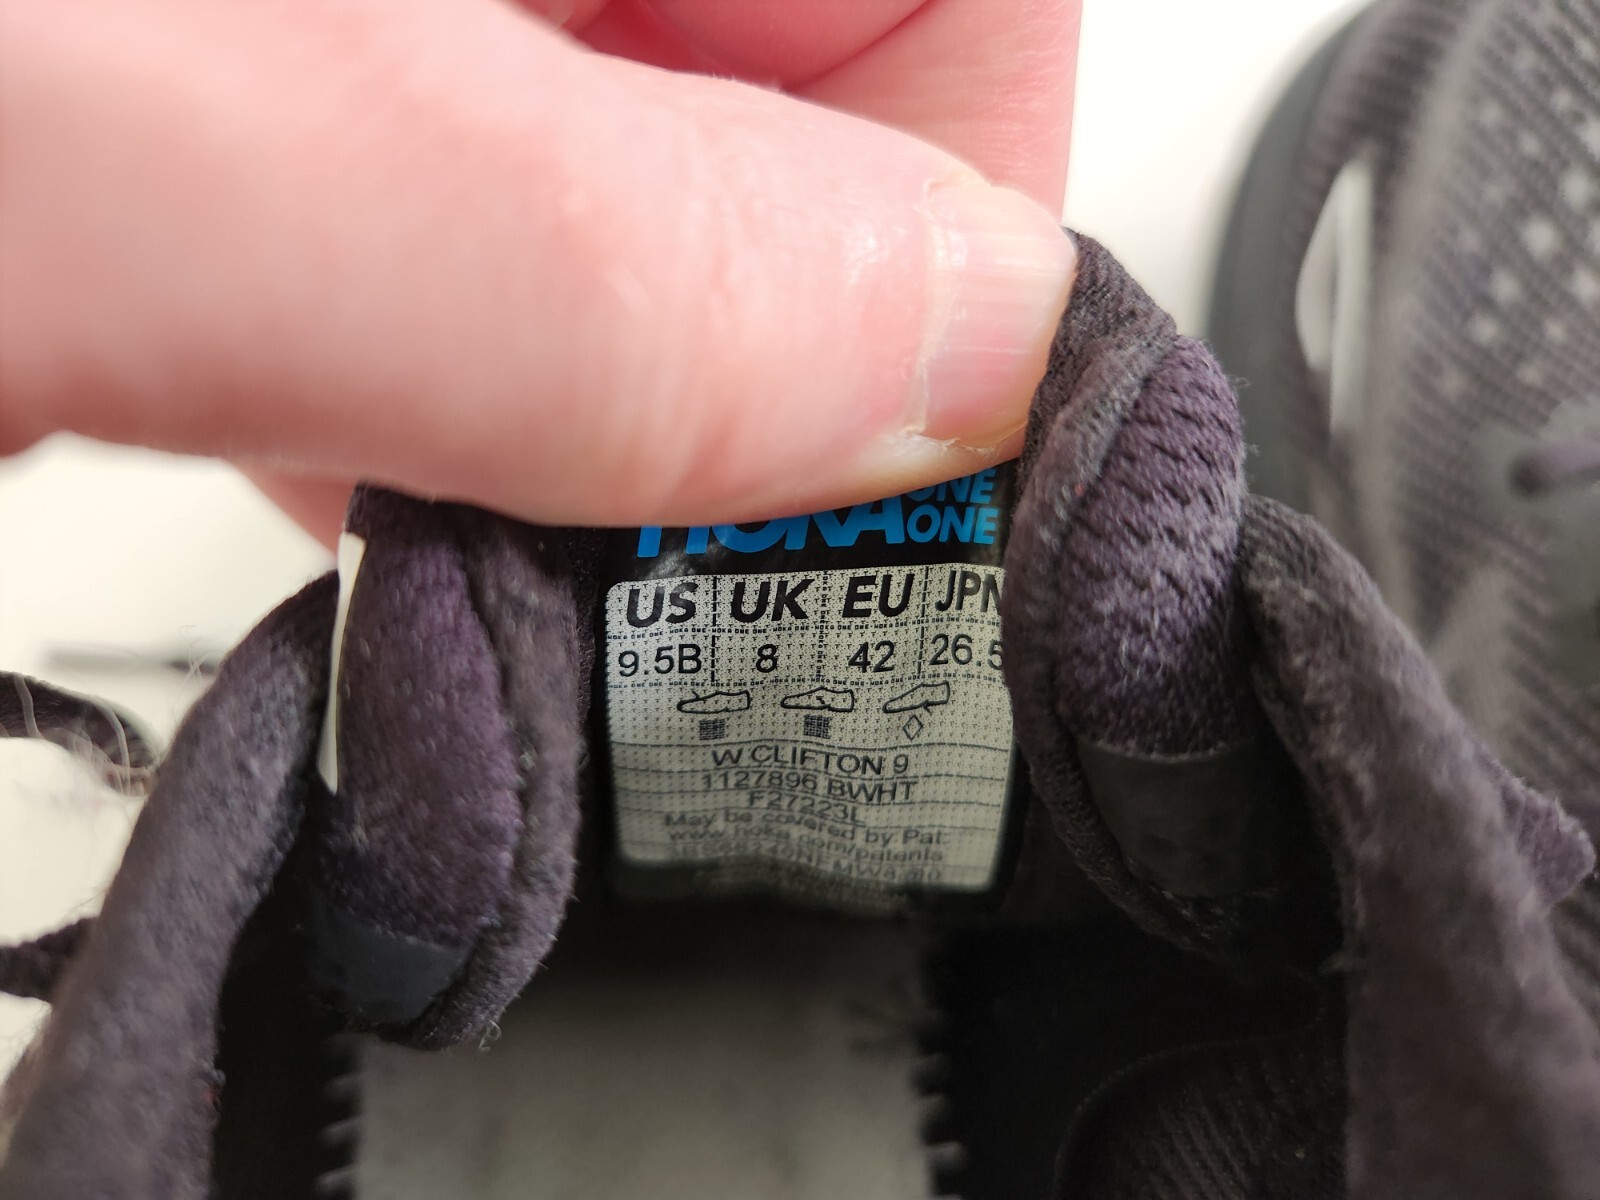 HOKA ONE ONE
US UK EU JPN
9.5B 8 42 26.5
W CLIFTON 9
1127896 BWHT
F27223L
May be covered by Pat:
www.hoka.com/patents